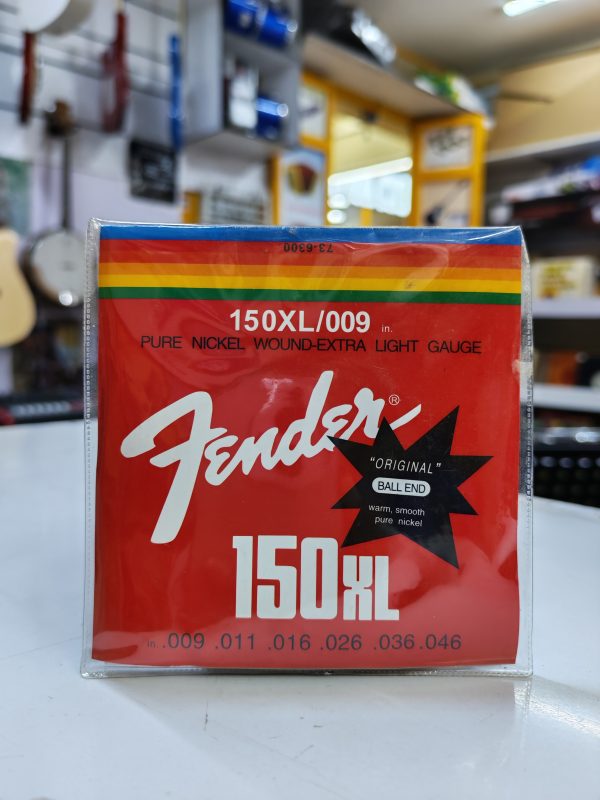 73-6300
150XL/009 in.
PURE NICKEL WOUND-EXTRA LIGHT GAUGE
Fender®
"ORIGINAL"
BALL END
warm, smooth
pure nickel
150XL
in. .009 .011 .016 .026 .036 .046